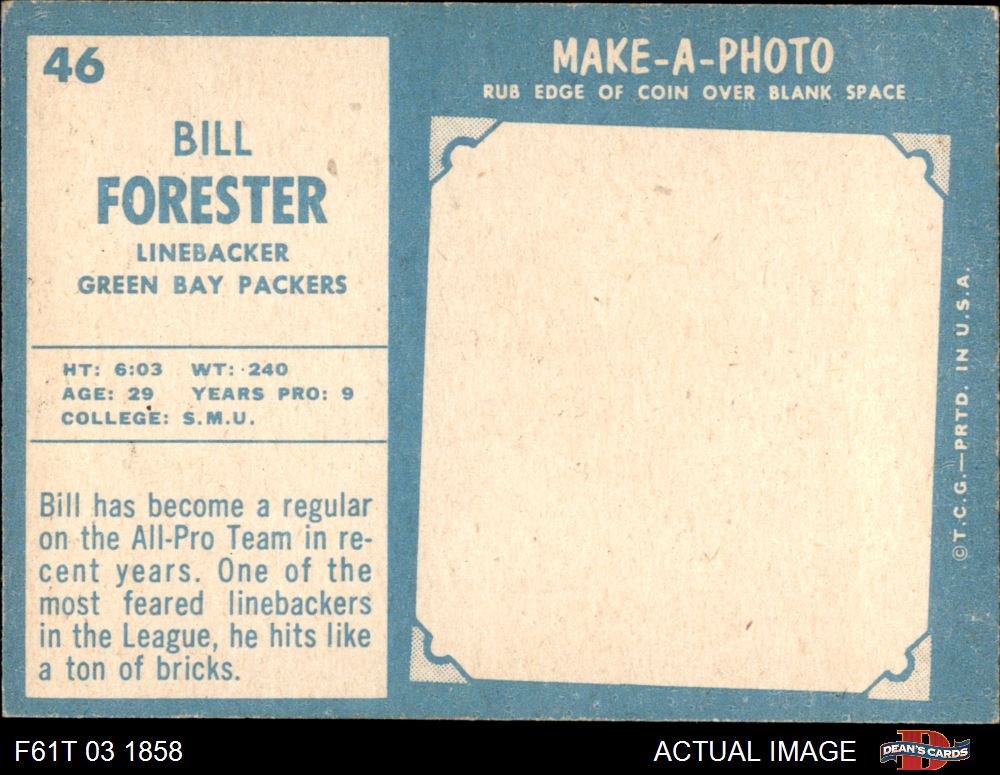 46
BILL
FORESTER
LINEBACKER
GREEN BAY PACKERS
HT: 6:03 WT: 240
AGE: 29 YEARS PRO: 9
COLLEGE: S.M.U.
Bill has become a regular
on the All-Pro Team in re-
cent years. One of the
most feared linebackers
in the League, he hits like
a ton of bricks.
MAKE-A-PHOTO
RUB EDGE OF COIN OVER BLANK SPACE
©T.C.G.—PRTD. IN U.S.A.
F61T 03 1858
ACTUAL IMAGE
D
DEAN'S CARDS